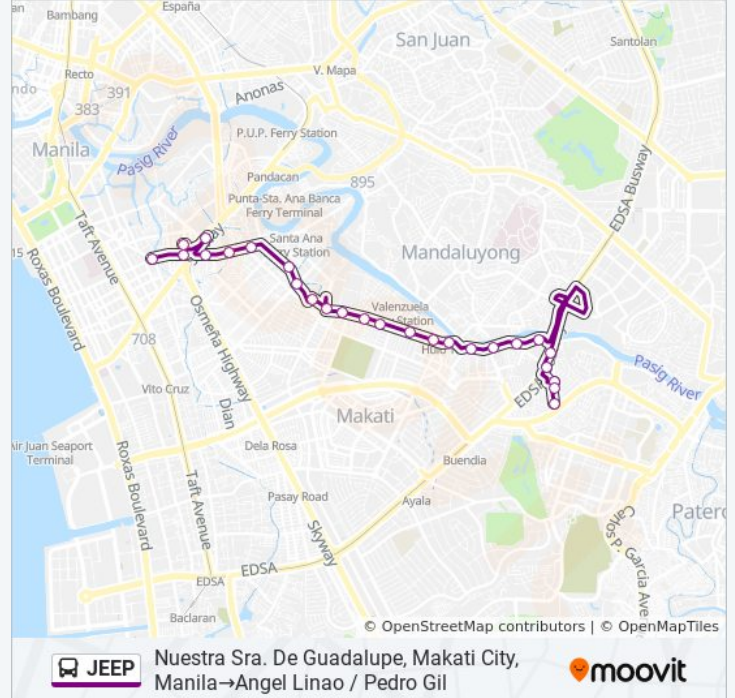 an
Bambang
España
San Juan
Santolan
Recto
V. Mapa
ndo
391
Anonas
383
P.U.P. Ferry Station
Manila
Pasig River
EDSA Busway
Pandacan
895
Punta-Sta. Ana Banca
Ferry Terminal
Taft Avenue
15
Santa Ana
Mandaluyong
Roxas Boulevard
Valenzuela
Osmeña Highway
708
Pasig River
Vito Cruz
EDSA
Dian
Makati
Air Juan Seaport
Terminal
Dela Rosa
Buendia
Roxas Boulevard
Taft Avenue
Pasay Road
Ayala
Skyway
Carlos P. Garcia Ave
EDSA
EDSA
Baclaran
© OpenStreetMap contributors | © OpenMapTiles
JEEP
Nuestra Sra. De Guadalupe, Makati City,
Manila→Angel Linao / Pedro Gil
moovit